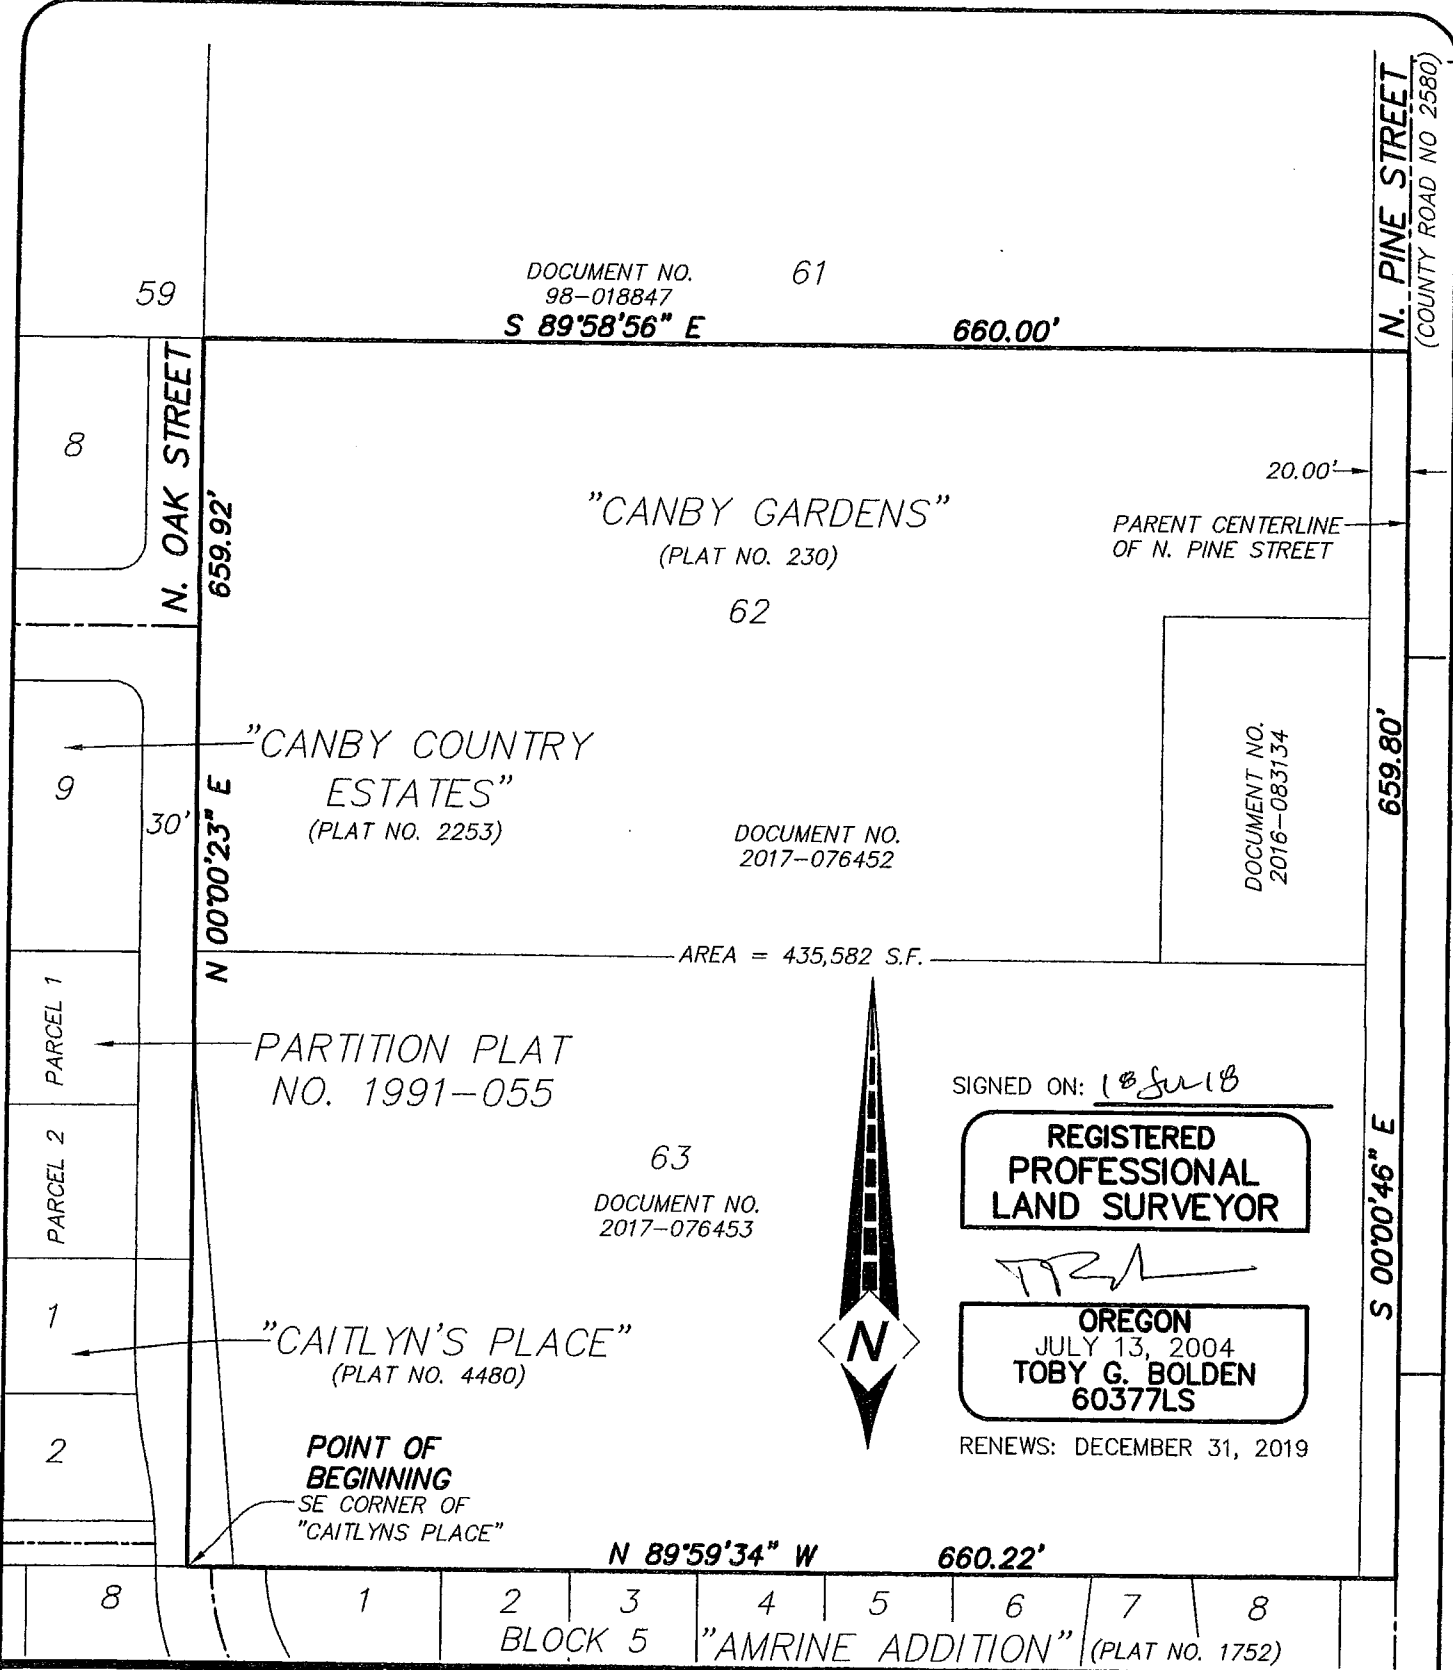 N. PINE STREET
(COUNTY ROAD NO 2580)
DOCUMENT NO.
98-018847
61
59
S 89°58'56" E 660.00'
N. OAK STREET
8
659.92'
20.00'
"CANBY GARDENS"
(PLAT NO. 230)
PARENT CENTERLINE
OF N. PINE STREET
62
"CANBY COUNTRY
ESTATES"
(PLAT NO. 2253)
9
30'
N 00°00'23" E
DOCUMENT NO.
2017-076452
DOCUMENT NO.
2016-083134
659.80'
AREA = 435,582 S.F.
PARCEL 1
PARTITION PLAT
NO. 1991-055
SIGNED ON: 18 Jul 18
REGISTERED
PROFESSIONAL
LAND SURVEYOR
PARCEL 2
63
DOCUMENT NO.
2017-076453
S 00°00'46" E
1
"CAITLYN'S PLACE"
(PLAT NO. 4480)
N
OREGON
JULY 13, 2004
TOBY G. BOLDEN
60377LS
RENEWS: DECEMBER 31, 2019
2
POINT OF
BEGINNING
SE CORNER OF
"CAITLYNS PLACE"
N 89°59'34" W 660.22'
8 1 2 3 4 5 6 7 8
BLOCK 5 "AMRINE ADDITION" (PLAT NO. 1752)